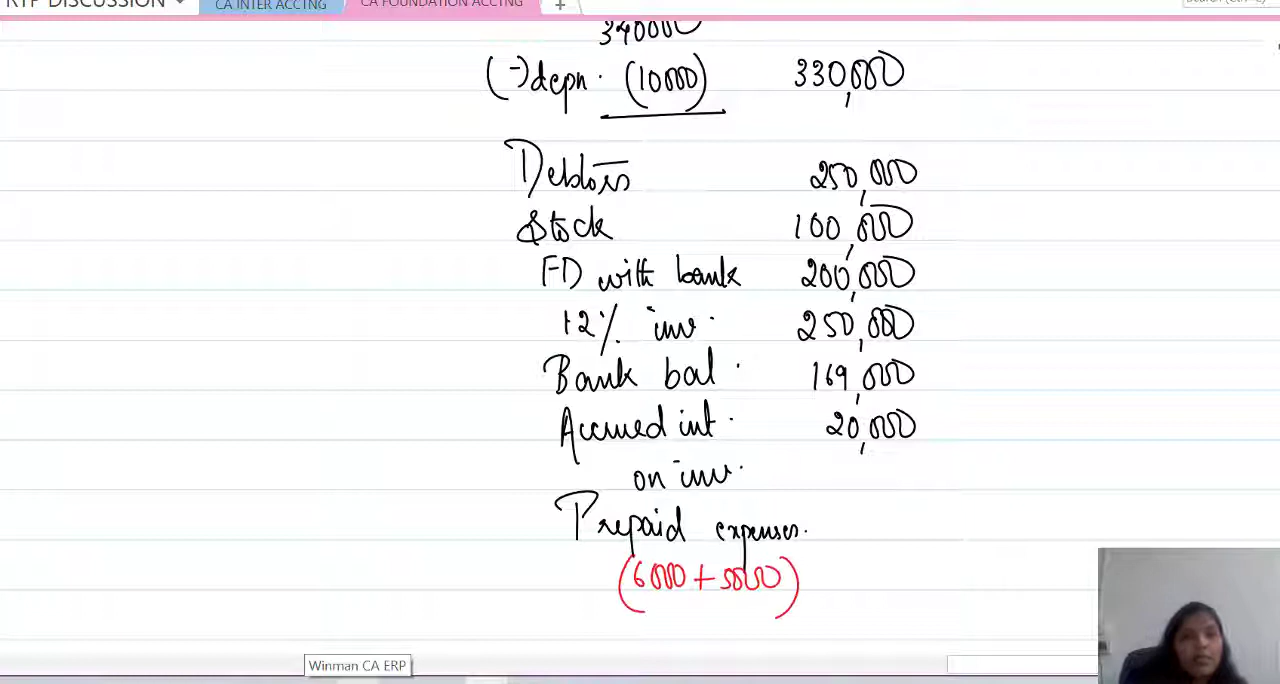 RTP DISCUSSION
CA INTER ACCTNG
CA FOUNDATION ACCTNG
340000
(-) depn. (10000) 330,000
Debtors 250,000
Stock 100,000
FD with bank 200,000
12% inv. 250,000
Bank bal. 169,000
Accrued int. 20,000
on inv.
Prepaid expenses.
(6000 + 5000)
Winman CA ERP